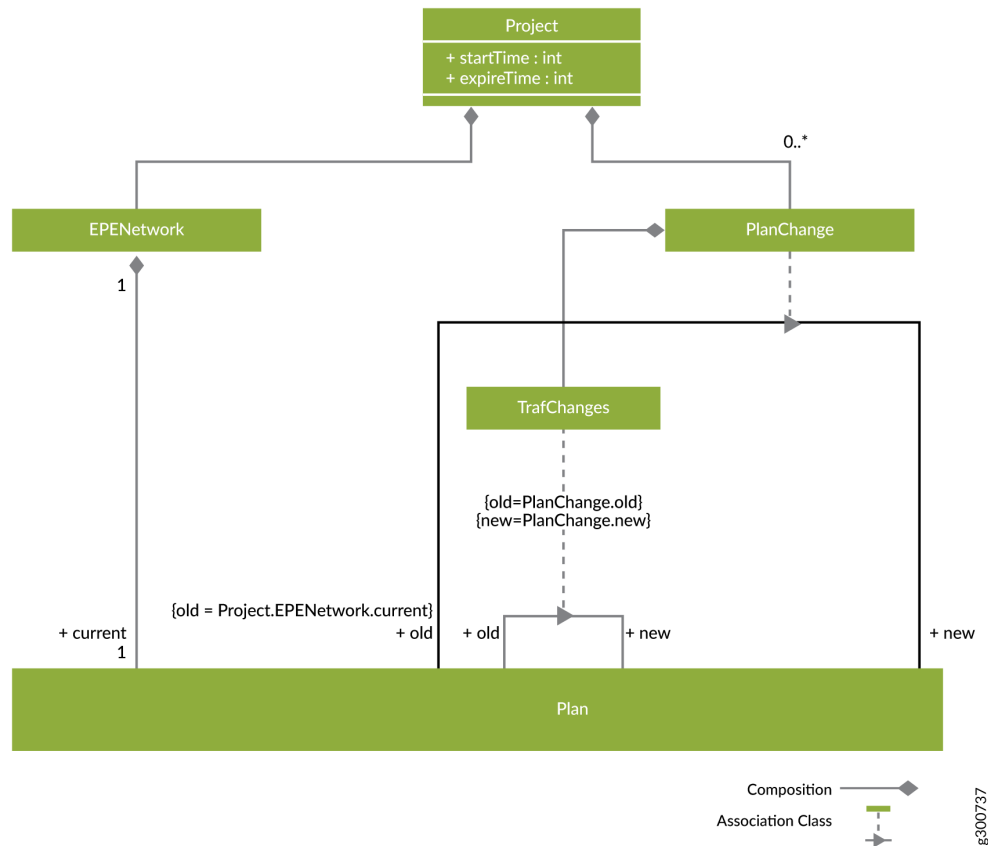 Project
+ startTime : int
+ expireTime : int
0..*
EPENetwork
PlanChange
1
TrafChanges
{old=PlanChange.old}
{new=PlanChange.new}
{old = Project.EPENetwork.current}
+ current
+ old
+ old
+ new
+ new
1
Plan
Composition
Association Class
g300737